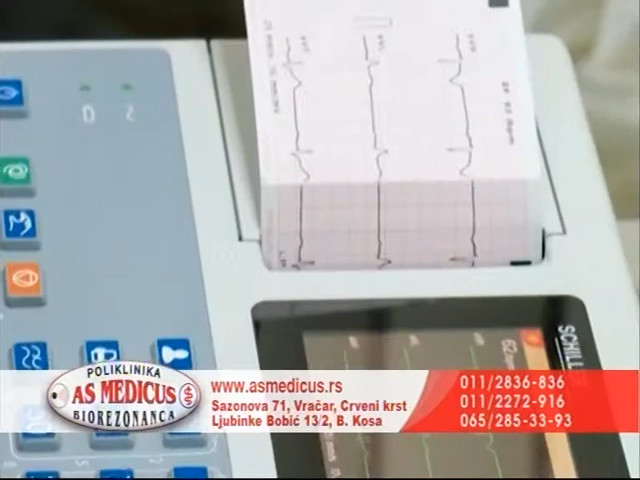 SCHILL
POLIKLINIKA
AS MEDICUS
BIOREZONANCA
www.asmedicus.rs
Sazonova 71, Vračar, Crveni krst
Ljubinke Bobić 13/2, B. Kosa
011/2836-836
011/2272-916
065/285-33-93